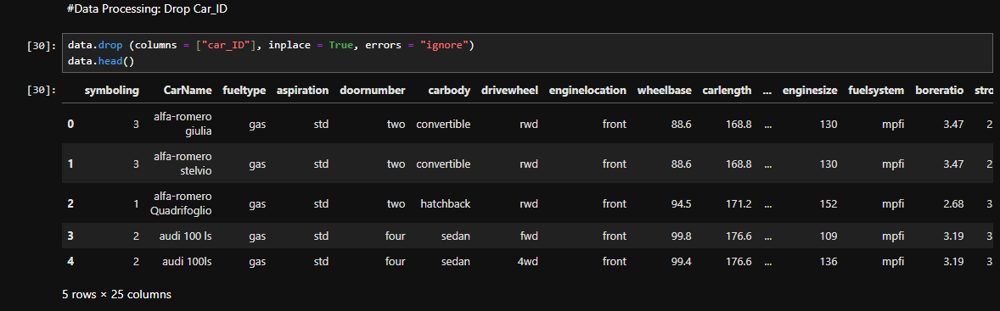 #Data Processing: Drop Car_ID
[30]: data.drop (columns = ["car_ID"], inplace = True, errors = "ignore")
data.head()
[30]: symboling CarName fueltype aspiration doornumber carbody drivewheel enginelocation wheelbase carlength ... enginesize fuelsystem boreratio stro
0 3 alfa-romero giulia gas std two convertible rwd front 88.6 168.8 ... 130 mpfi 3.47 2
1 3 alfa-romero stelvio gas std two convertible rwd front 88.6 168.8 ... 130 mpfi 3.47 2
2 1 alfa-romero Quadrifoglio gas std two hatchback rwd front 94.5 171.2 ... 152 mpfi 2.68 3
3 2 audi 100 ls gas std four sedan fwd front 99.8 176.6 ... 109 mpfi 3.19 3
4 2 audi 100ls gas std four sedan 4wd front 99.4 176.6 ... 136 mpfi 3.19 3
5 rows × 25 columns